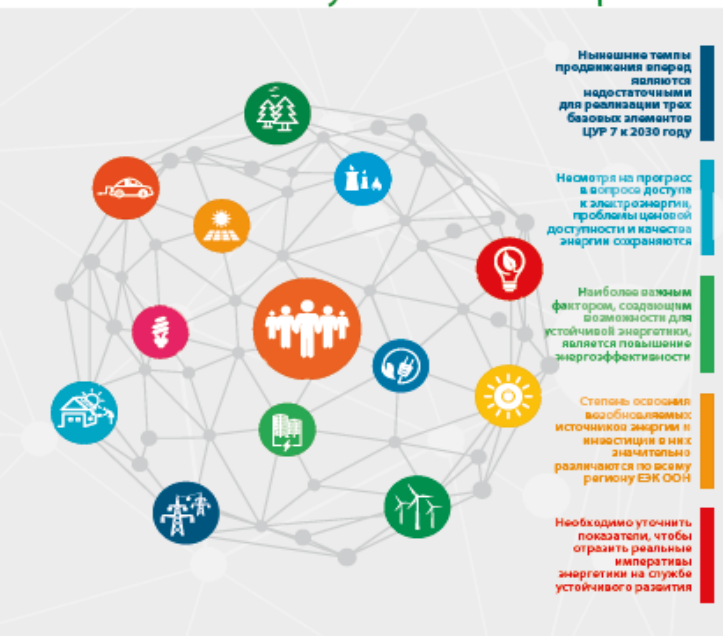 Нынешние темпы
продвижения вперед
являются
недостаточными
для реализации трех
базовых элементов
ЦУР 7 к 2030 году
Несмотря на прогресс
в вопросе доступа
к электроэнергии,
проблемы ценовой
доступности и качества
энергии сохраняются
Наиболее важным
фактором, создающим
возможности для
устойчивой энергетики,
является повышение
энергоэффективности
Степень освоения
возобновляемых
источников энергии и
инвестиции в них
значительно
различаются по всему
региону ЕЭК ООН
Необходимо уточнить
показатели, чтобы
отразить реальные
императивы
энергетики на службе
устойчивого развития